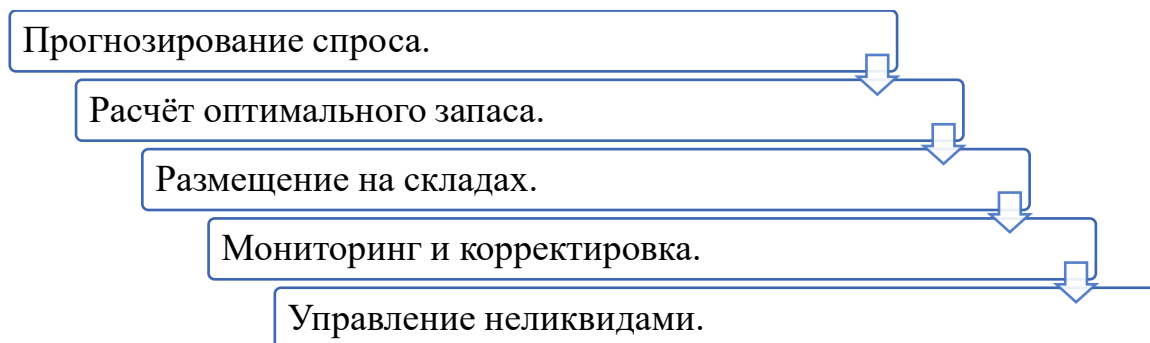 Прогнозирование спроса.
Расчёт оптимального запаса.
Размещение на складах.
Мониторинг и корректировка.
Управление неликвидами.